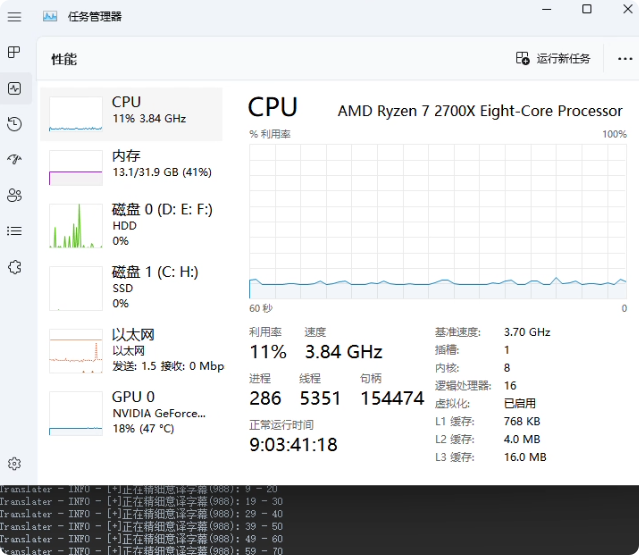 任务管理器
性能
运行新任务
CPU
11% 3.84 GHz
内存
13.1/31.9 GB (41%)
磁盘 0 (D: E: F:)
HDD
0%
磁盘 1 (C: H:)
SSD
0%
以太网
以太网
发送: 1.5 接收: 0 Mbp
GPU 0
NVIDIA GeForce...
18% (47 °C)
CPU
AMD Ryzen 7 2700X Eight-Core Processor
% 利用率
100%
60 秒
0
利用率
速度
11%
3.84 GHz
进程
线程
句柄
286
5351
154474
正常运行时间
9:03:41:18
基准速度: 3.70 GHz
插槽: 1
内核: 8
逻辑处理器: 16
虚拟化: 已启用
L1 缓存: 768 KB
L2 缓存: 4.0 MB
L3 缓存: 16.0 MB
Translater - INFO - [+]正在精细意译字幕(988): 9 - 20
Translater - INFO - [+]正在精细意译字幕(988): 19 - 30
Translater - INFO - [+]正在精细意译字幕(988): 29 - 40
Translater - INFO - [+]正在精细意译字幕(988): 39 - 50
Translater - INFO - [+]正在精细意译字幕(988): 49 - 60
Translater - INFO - [+]正在精细意译字幕(988): 59 - 70